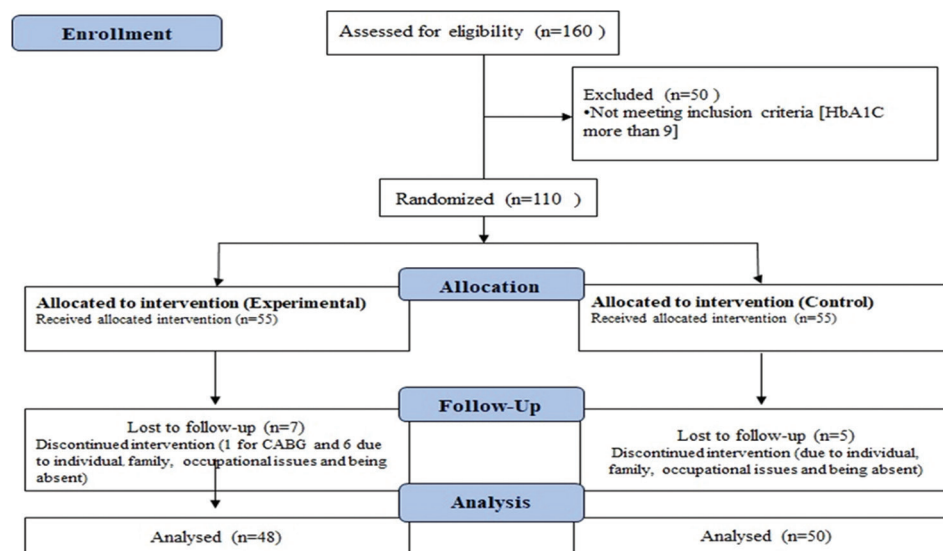 Enrollment
Assessed for eligibility (n=160 )
Excluded (n=50 )
•Not meeting inclusion criteria [HbA1C
more than 9]
Randomized (n=110 )
Allocation
Allocated to intervention (Experimental)
Received allocated intervention (n=55)
Allocated to intervention (Control)
Received allocated intervention (n=55)
Follow-Up
Lost to follow-up (n=7)
Discontinued intervention (1 for CABG and 6 due
to individual, family, occupational issues and being
absent)
Lost to follow-up (n=5)
Discontinued intervention (due to individual,
family, occupational issues and being absent)
Analysis
Analysed (n=48)
Analysed (n=50)